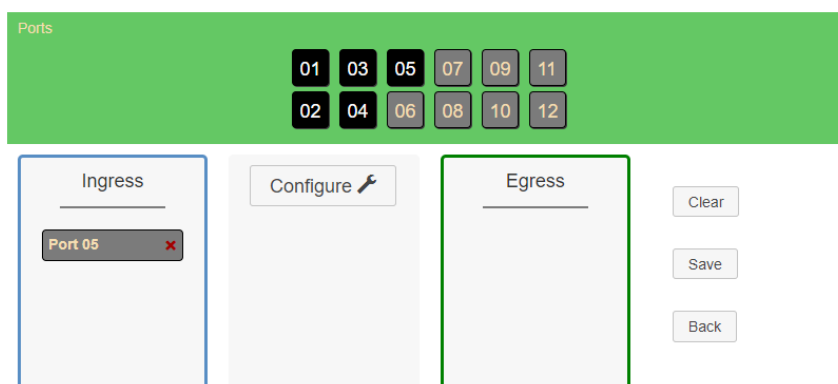 Ports
01 03 05 07 09 11
02 04 06 08 10 12
Ingress
Port 05
Configure
Egress
Clear
Save
Back